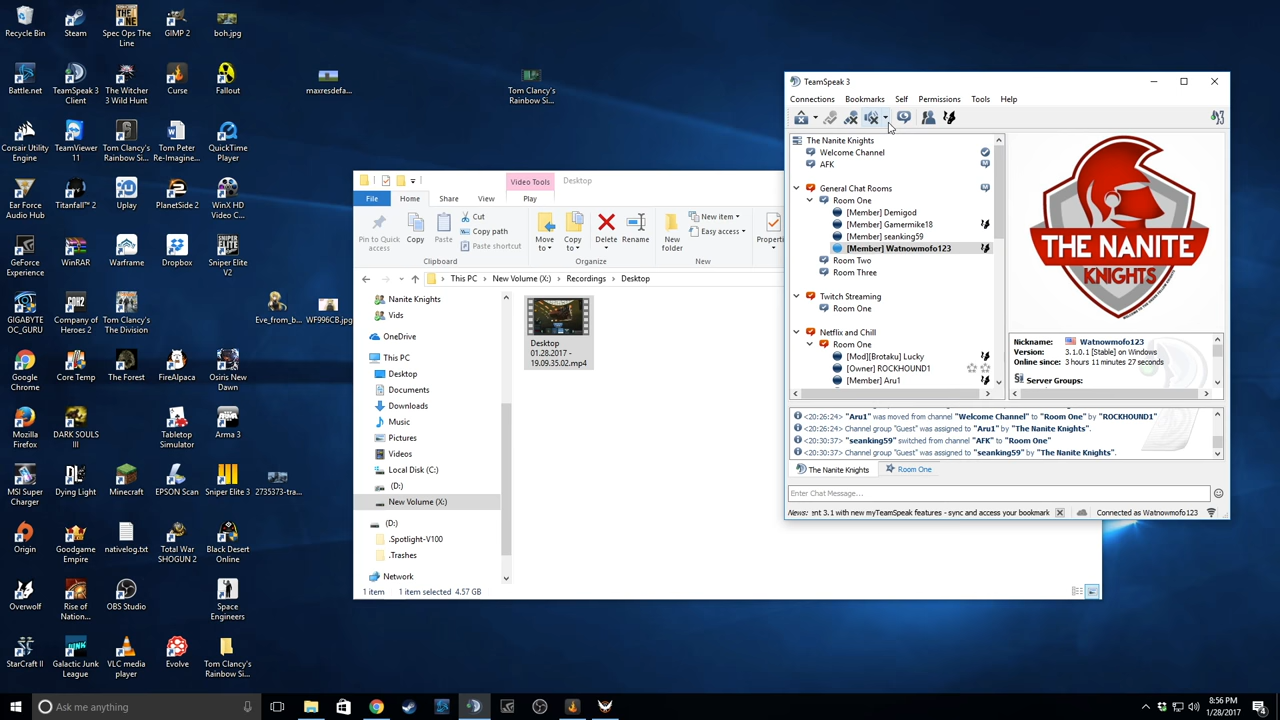 Recycle Bin
Steam
Spec Ops The Line
GIMP 2
boh.jpg
Battle.net
TeamSpeak 3 Client
The Witcher 3 Wild Hunt
Curse
Fallout
maxresdefa...
Tom Clancy's Rainbow Si...
Corsair Utility Engine
TeamViewer 11
Tom Clancy's Rainbow Si...
Word Pet Re-Imagine...
QuickTime Player
Ear Force Audio Hub
Titanfall™ 2
Uplay
PlanetSide 2
WinX HD Video C...
GeForce Experience
WinRAR
Warframe
Dropbox
Sniper Elite V2
GIGABYTE OC_GURU
Company of Heroes 2
Tom Clancy's The Division
Eve_from_b...
WF996CB.jpg
Google Chrome
Core Temp
The Forest
FireAlpaca
Osiris New Dawn
Mozilla Firefox
DARK SOULS III
Tabletop Simulator
Arma 3
MSI Super Charger
Dying Light
Minecraft
EPSON Scan
Sniper Elite 3
2735373-tra...
Origin
Goodgame Empire
nativelog.txt
Total War SHOGUN 2
Black Desert Online
Overwolf
Rise of Nation...
OBS Studio
Space Engineers
StarCraft II
Galactic Junk League
VLC media player
Evolve
Tom Clancy's Rainbow Si...
Video Tools
Desktop
File
Home
Share
View
Play
Pin to Quick access
Copy
Paste
Cut
Copy path
Paste shortcut
Move to
Copy to
Delete
Rename
New folder
New item
Easy access
Properti
Clipboard
Organize
New
This PC > New Volume (X:) > Recordings > Desktop
Nanite Knights
Vids
OneDrive
This PC
Desktop
Documents
Downloads
Music
Pictures
Videos
Local Disk (C:)
(D:)
New Volume (X:)
(D:)
.Spotlight-V100
.Trashes
Network
Desktop
01.28.2017 -
19.09.35.02.mp4
1 item
1 item selected 4.57 GB
TeamSpeak 3
Connections
Bookmarks
Self
Permissions
Tools
Help
The Nanite Knights
Welcome Channel
AFK
General Chat Rooms
Room One
[Member] Demigod
[Member] Gamermike18
[Member] seanking59
[Member] Watnowmofo123
Room Two
Room Three
Twitch Streaming
Room One
Netflix and Chill
Room One
[Mod][Brotaku] Lucky
[Owner] ROCKHOUND1
[Member] Aru1
THE NANITE
KNIGHTS
Nickname: Watnowmofo123
Version: 3.1.0.1 [Stable] on Windows
Online since: 3 hours 11 minutes 27 seconds
Server Groups:
<20:26:24> "Aru1" was moved from channel "Welcome Channel" to "Room One" by "ROCKHOUND1"
<20:26:24> Channel group "Guest" was assigned to "Aru1" by "The Nanite Knights".
<20:30:37> "seanking59" switched from channel "AFK" to "Room One"
<20:30:37> Channel group "Guest" was assigned to "seanking59" by "The Nanite Knights".
The Nanite Knights
Room One
Enter Chat Message...
News: ent 3.1 with new myTeamSpeak features - sync and access your bookmark
Connected as Watnowmofo123
Ask me anything
8:56 PM
1/28/2017